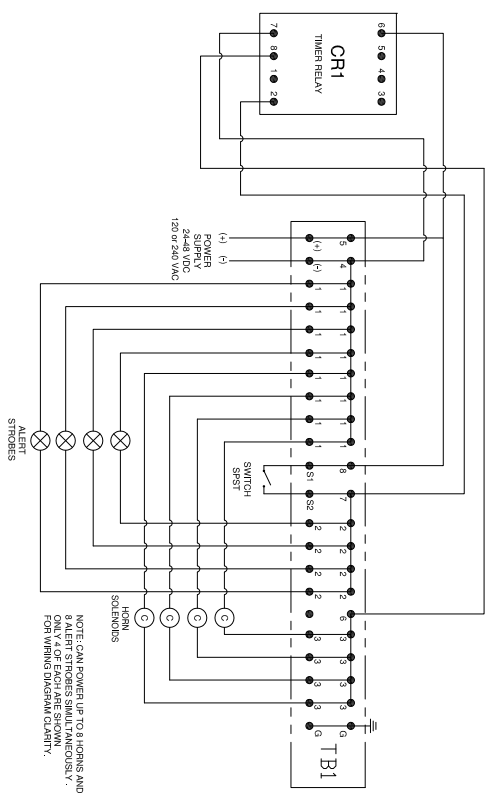 6 5 4 3
CR1
TIMER RELAY
7 8 1 2
5 4 1 1 1 1 1 1 1 1 8 7 2 2 2 2 6 3 3 3 3 G
(+) (-) 1 1 1 1 1 1 1 1 S1 S2 2 2 2 2 3 3 3 3 G
TB1
(+) (-)
POWER
SUPPLY
24-48 VDC
120 or 240 VAC
SWITCH
SPST
C
C
C
C
HORN
SOLENOIDS
ALERT
STROBES
NOTE: CAN POWER UP TO 8 HORNS AND
8 ALERT STROBES SIMULTANEOUSLY .
ONLY 4 OF EACH ARE SHOWN
FOR WIRING DIAGRAM CLARITY.